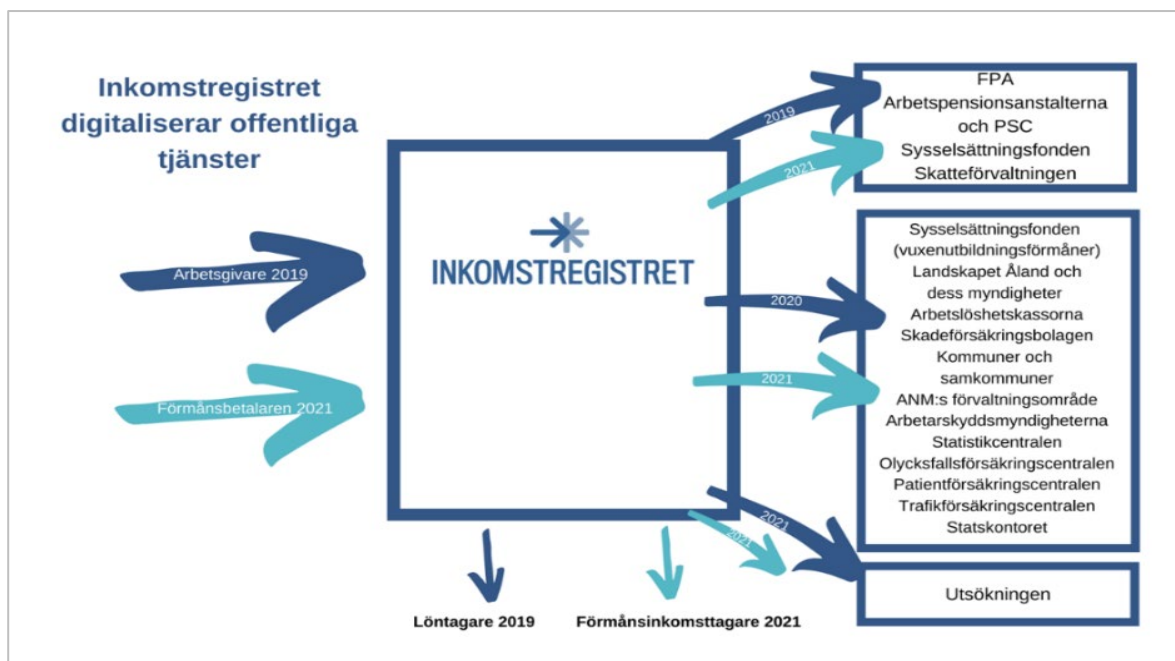 Inkomstregistret
digitaliserar offentliga
tjänster
Arbetsgivare 2019
Förmånsbetalaren 2021
INKOMSTREGISTRET
2019
2021
FPA
Arbetspensionsanstalterna
och PSC
Sysselsättningsfonden
Skatteförvaltningen
2020
2021
Sysselsättningsfonden
(vuxenutbildningsförmåner)
Landskapet Åland och
dess myndigheter
Arbetslöshetskassorna
Skadeförsäkringsbolagen
Kommuner och
samkommuner
ANM:s förvaltningsområde
Arbetarskyddsmyndigheterna
Statistikcentralen
Olycksfallsförsäkringscentralen
Patientförsäkringscentralen
Trafikförsäkringscentralen
Statskontoret
2021
2021
Utsökningen
Löntagare 2019
Förmånsinkomsttagare 2021